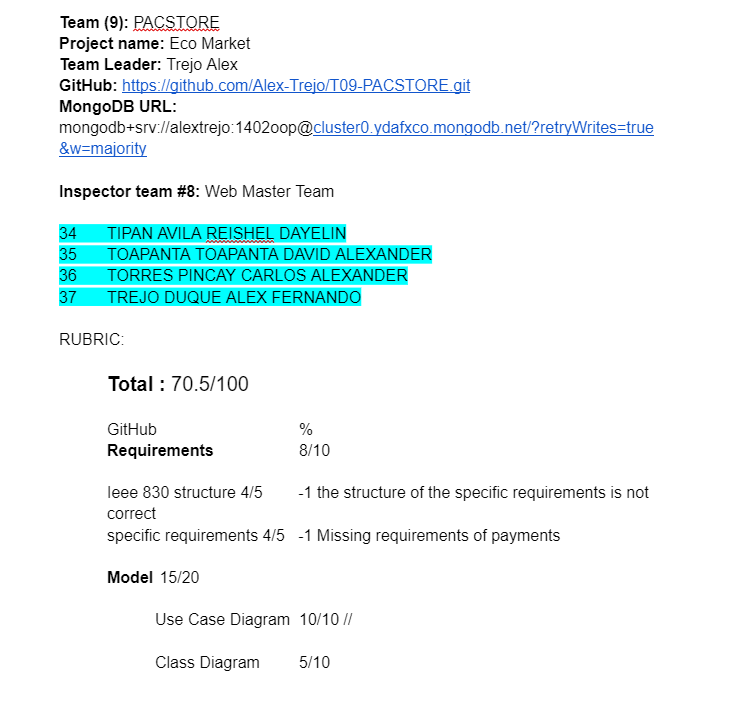 Team (9): PACSTORE
Project name: Eco Market
Team Leader: Trejo Alex
GitHub: https://github.com/Alex-Trejo/T09-PACSTORE.git
MongoDB URL:
mongodb+srv://alextrejo:1402oop@cluster0.ydafxco.mongodb.net/?retryWrites=true
&w=majority
Inspector team #8: Web Master Team
34 TIPAN AVILA REISHEL DAYELIN
35 TOAPANTA TOAPANTA DAVID ALEXANDER
36 TORRES PINCAY CARLOS ALEXANDER
37 TREJO DUQUE ALEX FERNANDO
RUBRIC:
Total : 70.5/100
GitHub %
Requirements 8/10
Ieee 830 structure 4/5 -1 the structure of the specific requirements is not
correct
specific requirements 4/5 -1 Missing requirements of payments
Model 15/20
Use Case Diagram 10/10 //
Class Diagram 5/10